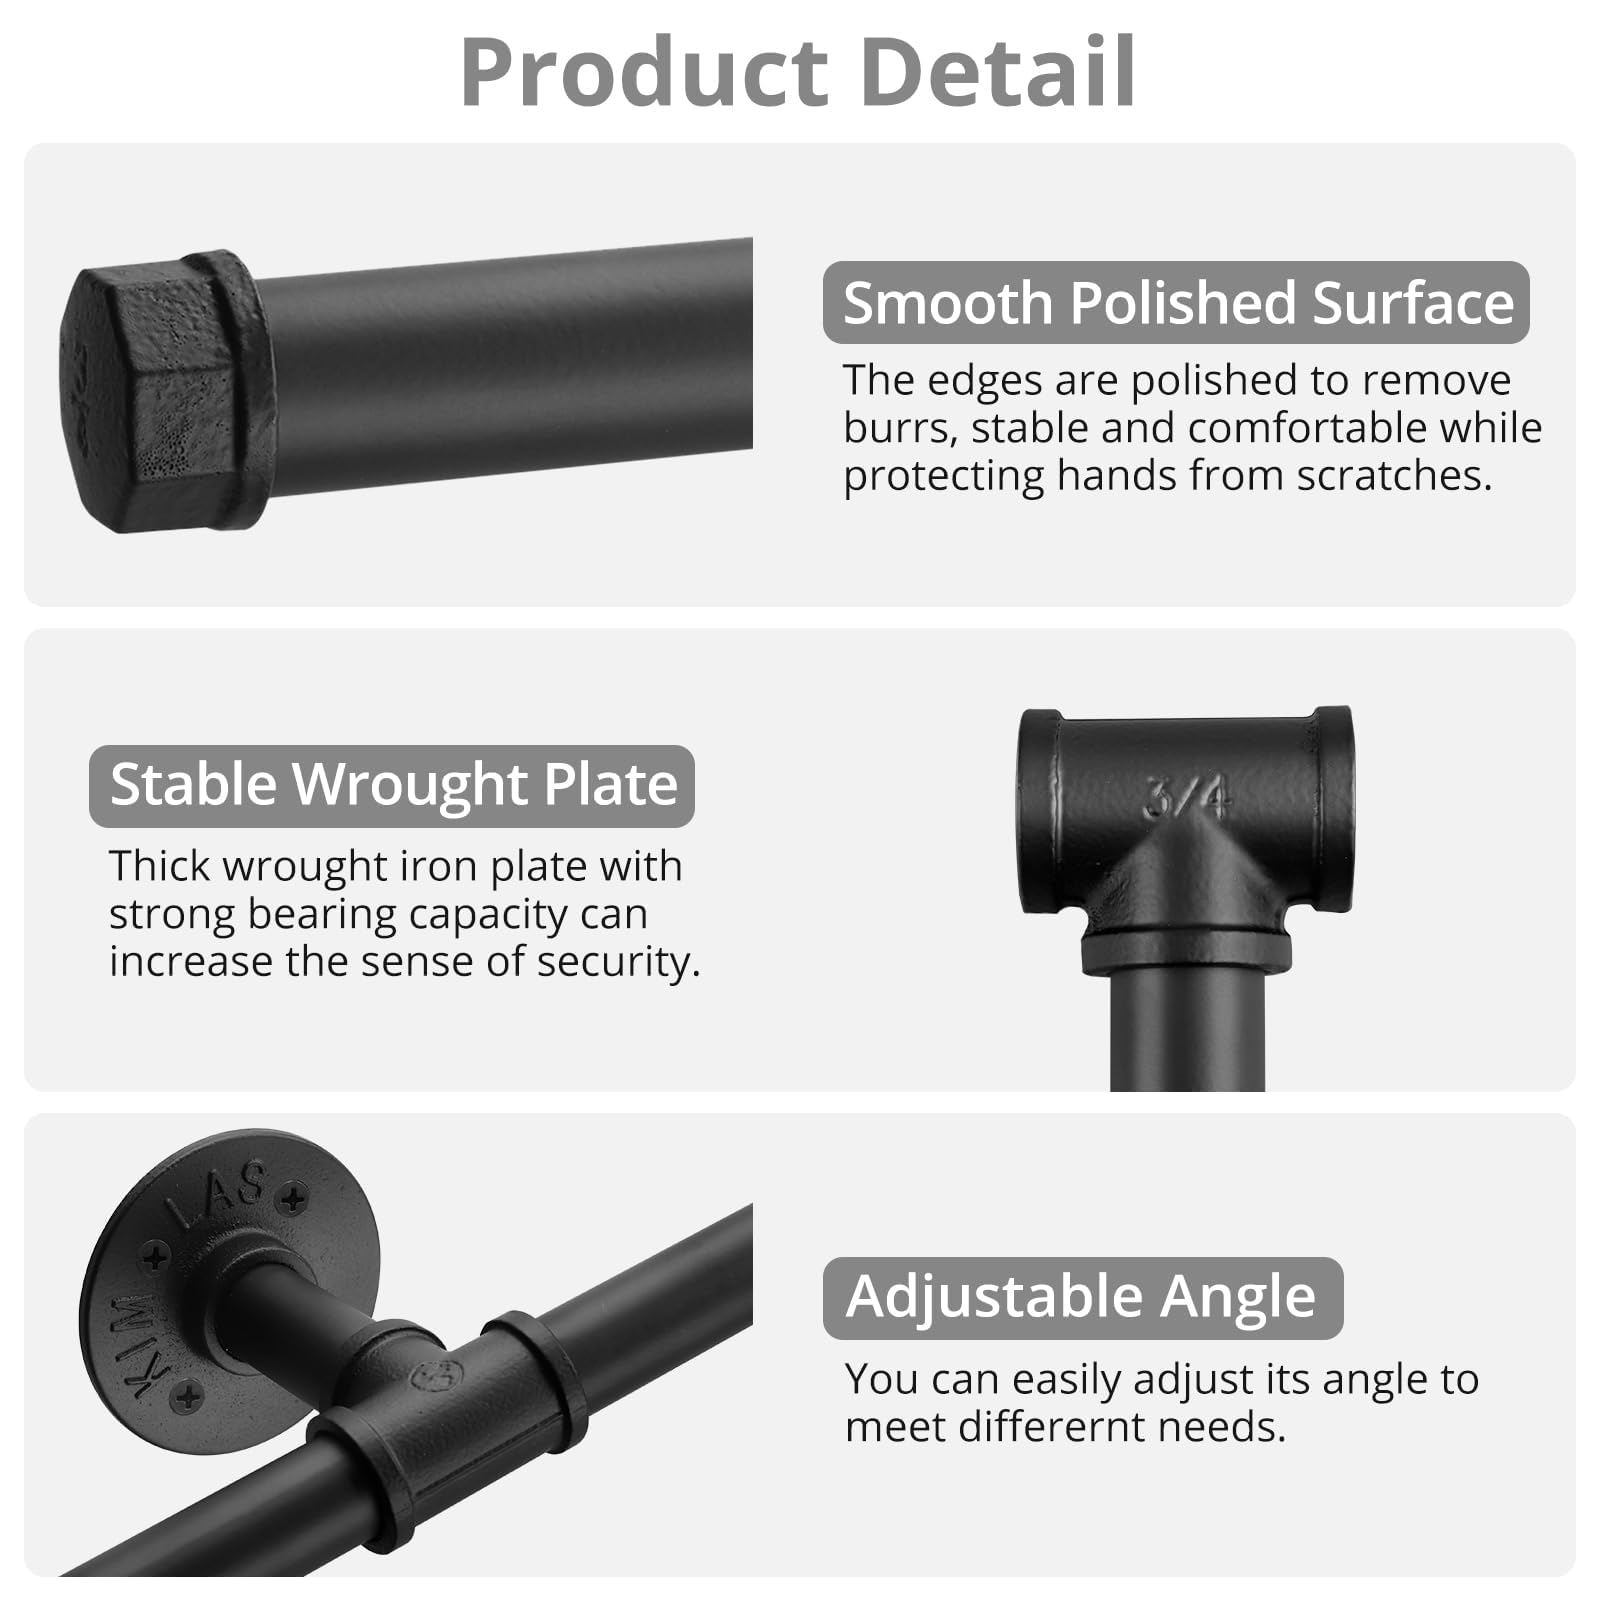 Product Detail
Smooth Polished Surface
The edges are polished to remove
burrs, stable and comfortable while
protecting hands from scratches.
Stable Wrought Plate
Thick wrought iron plate with
strong bearing capacity can
increase the sense of security.
3/4
LAS
KIM
Adjustable Angle
You can easily adjust its angle to
meet differernt needs.